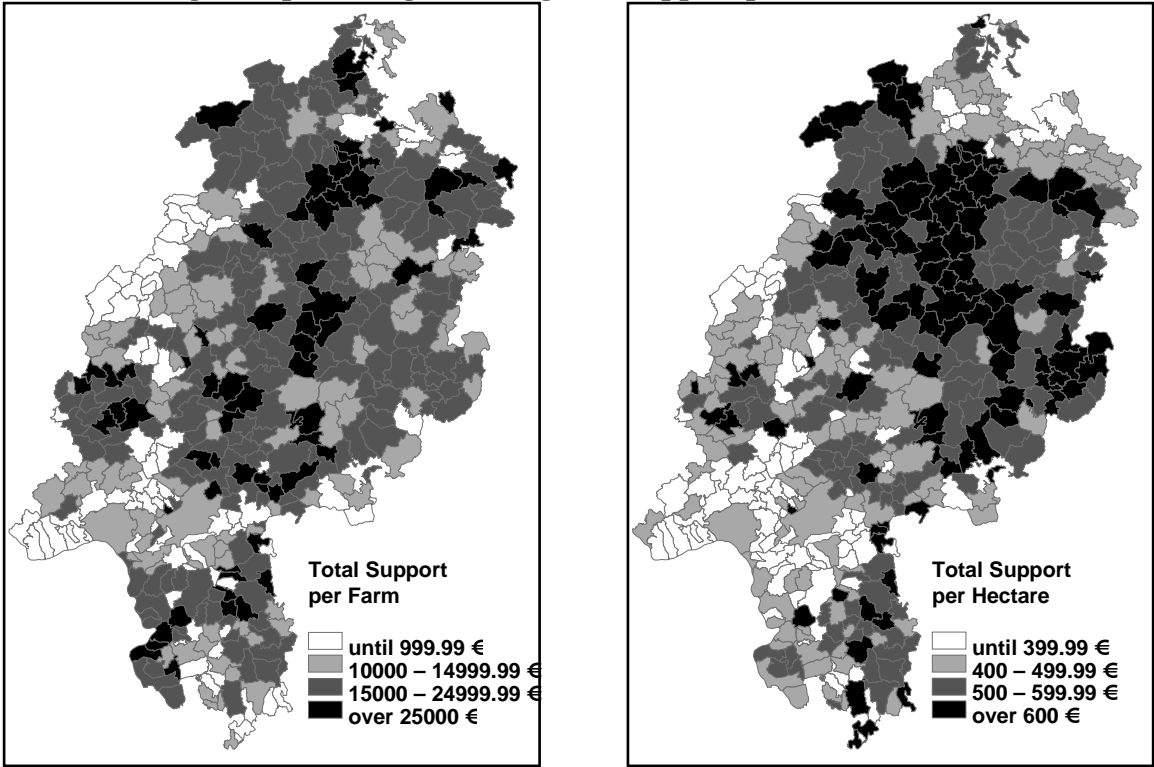 Total Support
per Farm
until 999.99 €
10000 – 14999.99 €
15000 – 24999.99 €
over 25000 €
Total Support
per Hectare
until 399.99 €
400 – 499.99 €
500 – 599.99 €
over 600 €